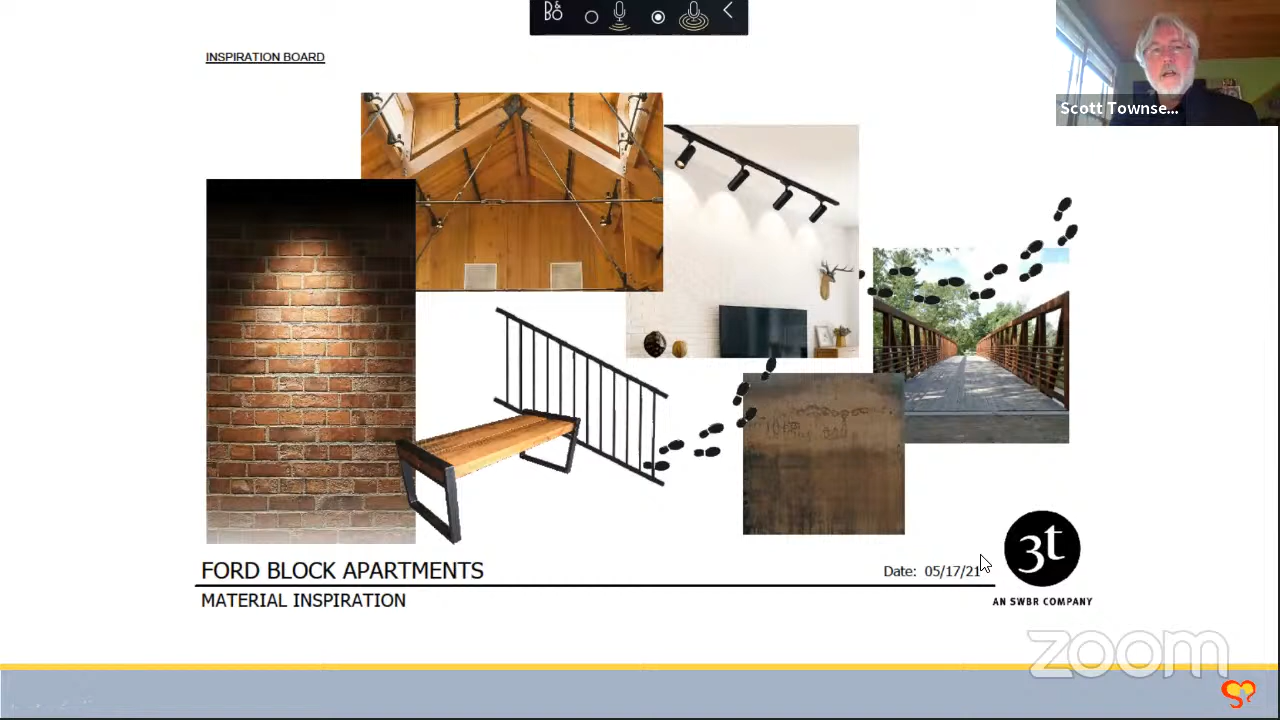 B&O
Scott Townse...
INSPIRATION BOARD
FORD BLOCK APARTMENTS
Date: 05/17/21
MATERIAL INSPIRATION
3t
AN SWBR COMPANY
zoom